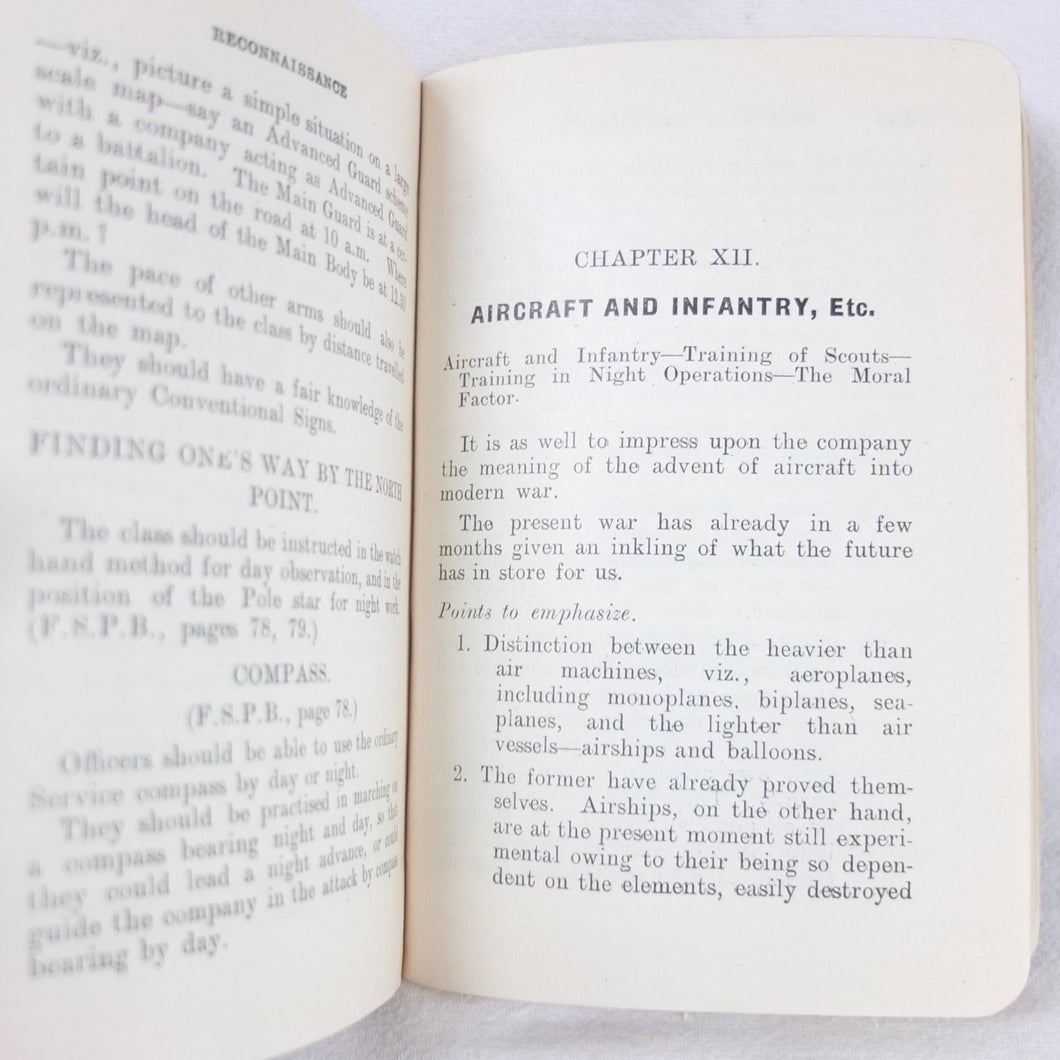 RECONNAISSANCE
—viz., picture a simple situation on a large
scale map—say an Advanced Guard scheme
with a company acting as Advanced Guard
to a battalion. The Main Guard is at a cer-
tain point on the road at 10 a.m. Where
will the head of the Main Body be at 12.30
p.m.?
The pace of other arms should also be
represented to the class by distance travelled
on the map.
They should have a fair knowledge of the
ordinary Conventional Signs.
FINDING ONE'S WAY BY THE NORTH
POINT.
The class should be instructed in the watch
hand method for day observation, and in the
position of the Pole star for night work.
(F.S.P.B., pages 78, 79.)
COMPASS.
(F.S.P.B., page 78.)
Officers should be able to use the ordinary
Service compass by day or night.
They should be practised in marching on
a compass bearing night and day, so that
they could lead a night advance, or could
guide the company in the attack by compass
bearing by day.
CHAPTER XII.
AIRCRAFT AND INFANTRY, Etc.
Aircraft and Infantry—Training of Scouts—
Training in Night Operations—The Moral
Factor.
It is as well to impress upon the company
the meaning of the advent of aircraft into
modern war.
The present war has already in a few
months given an inkling of what the future
has in store for us.
Points to emphasize.
1. Distinction between the heavier than
air machines, viz., aeroplanes,
including monoplanes, biplanes, sea-
planes, and the lighter than air
vessels—airships and balloons.
2. The former have already proved them-
selves. Airships, on the other hand,
are at the present moment still experi-
mental owing to their being so depen-
dent on the elements, easily destroyed